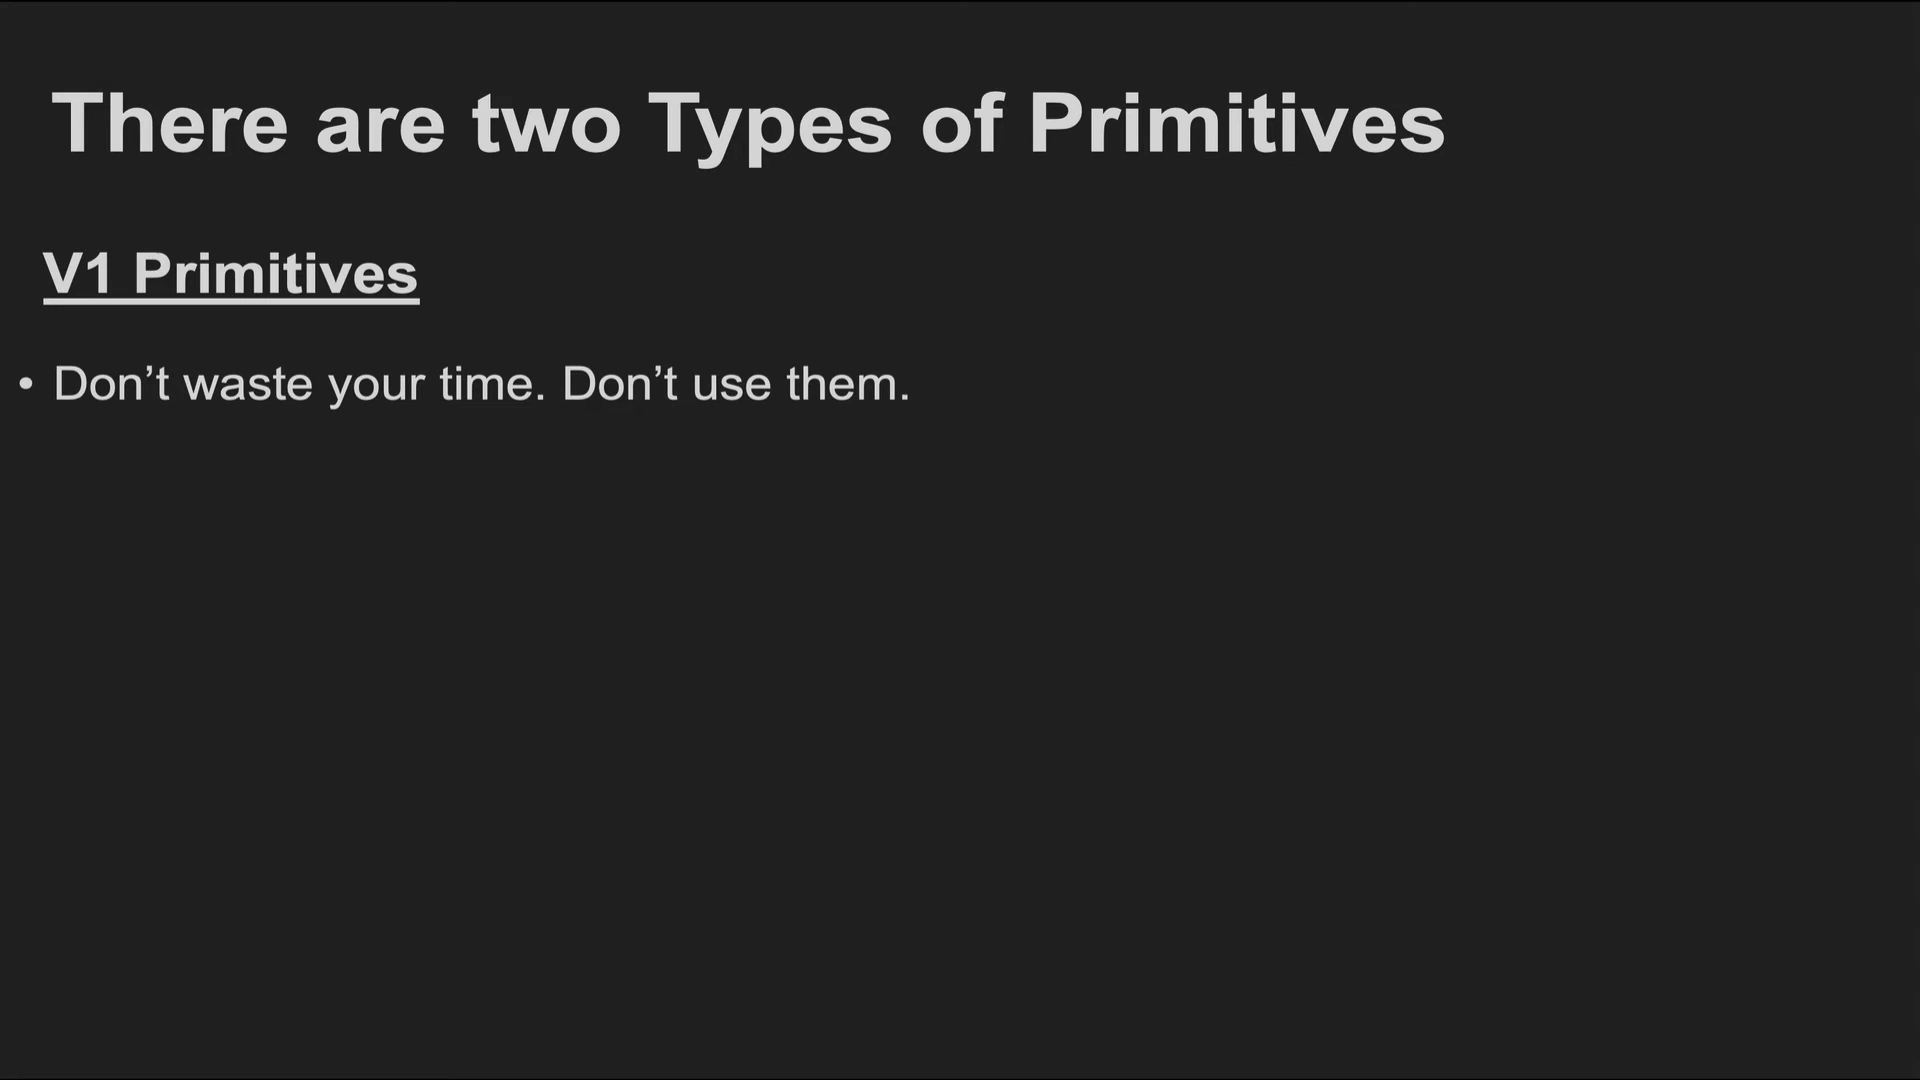 There are two Types of Primitives
V1 Primitives
• Don’t waste your time. Don’t use them.